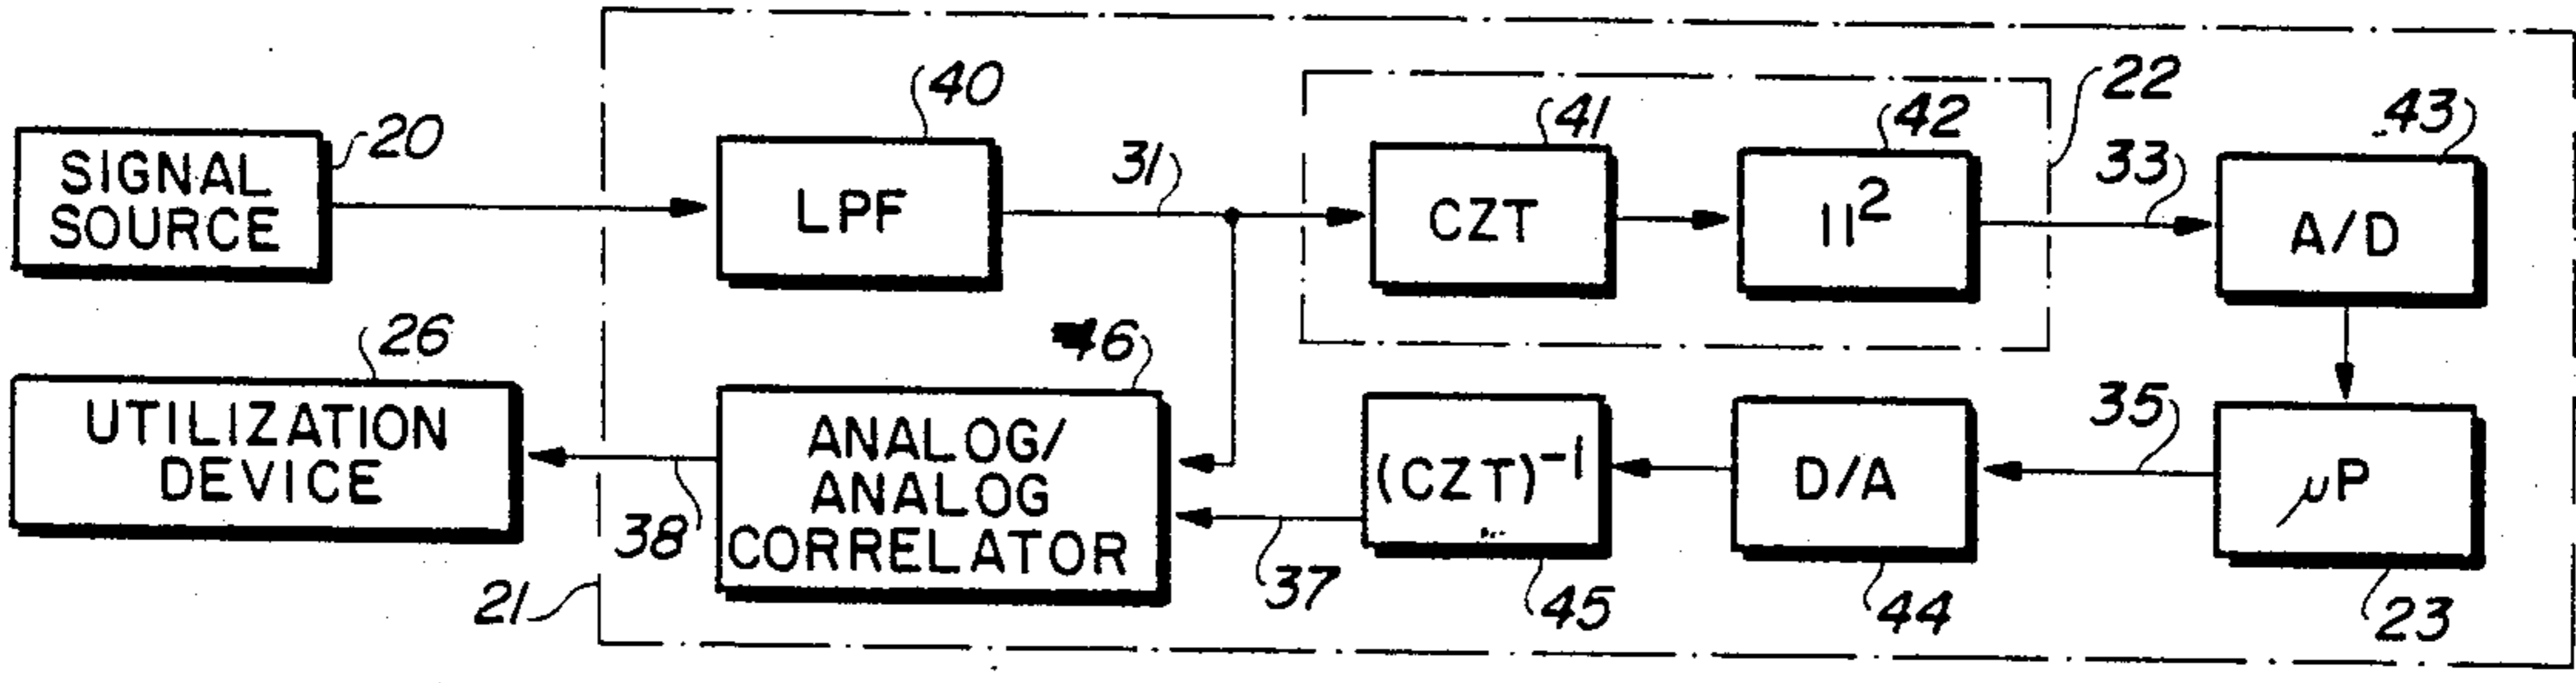 SIGNAL
SOURCE
20
LPF
40
31
CZT
41
||²
42
22
33
A/D
43
UTILIZATION
DEVICE
26
38
21
ANALOG/
ANALOG
CORRELATOR
46
37
(CZT)⁻¹
45
D/A
44
35
μP
23